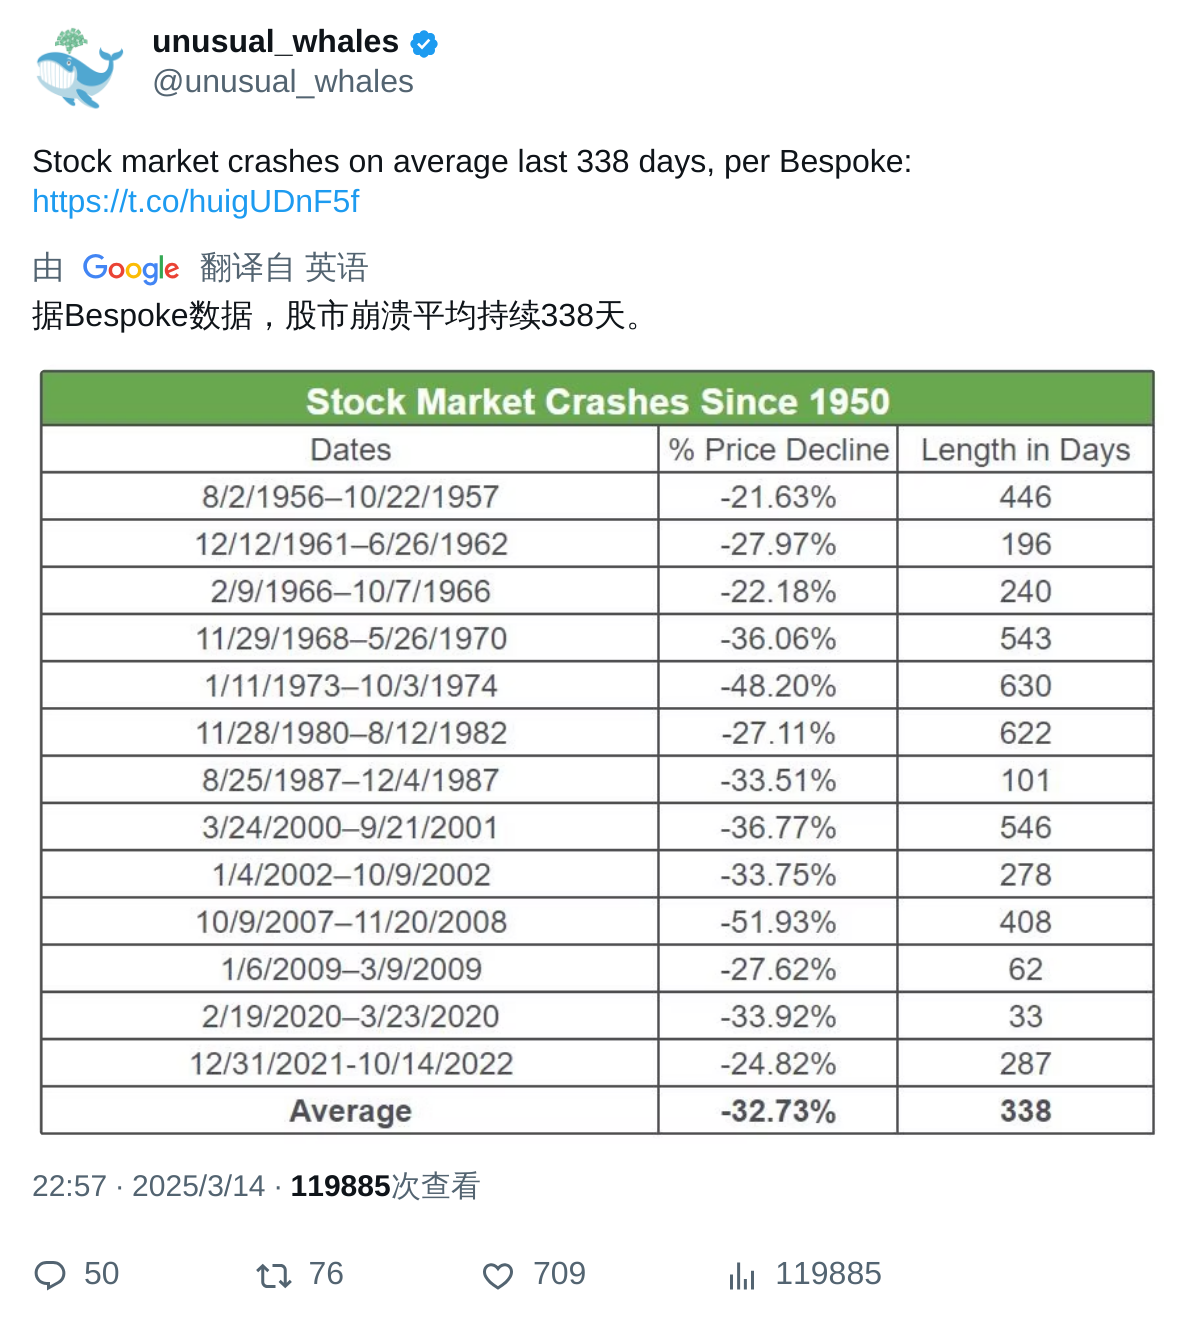 unusual_whales
@unusual_whales
Stock market crashes on average last 338 days, per Bespoke:
https://t.co/huigUDnF5f
由 Google 翻译自 英语
据Bespoke数据，股市崩溃平均持续338天。
Stock Market Crashes Since 1950
Dates % Price Decline Length in Days
8/2/1956–10/22/1957 -21.63% 446
12/12/1961–6/26/1962 -27.97% 196
2/9/1966–10/7/1966 -22.18% 240
11/29/1968–5/26/1970 -36.06% 543
1/11/1973–10/3/1974 -48.20% 630
11/28/1980–8/12/1982 -27.11% 622
8/25/1987–12/4/1987 -33.51% 101
3/24/2000–9/21/2001 -36.77% 546
1/4/2002–10/9/2002 -33.75% 278
10/9/2007–11/20/2008 -51.93% 408
1/6/2009–3/9/2009 -27.62% 62
2/19/2020–3/23/2020 -33.92% 33
12/31/2021-10/14/2022 -24.82% 287
Average -32.73% 338
22:57 · 2025/3/14 · 119885次查看
50 76 709 119885